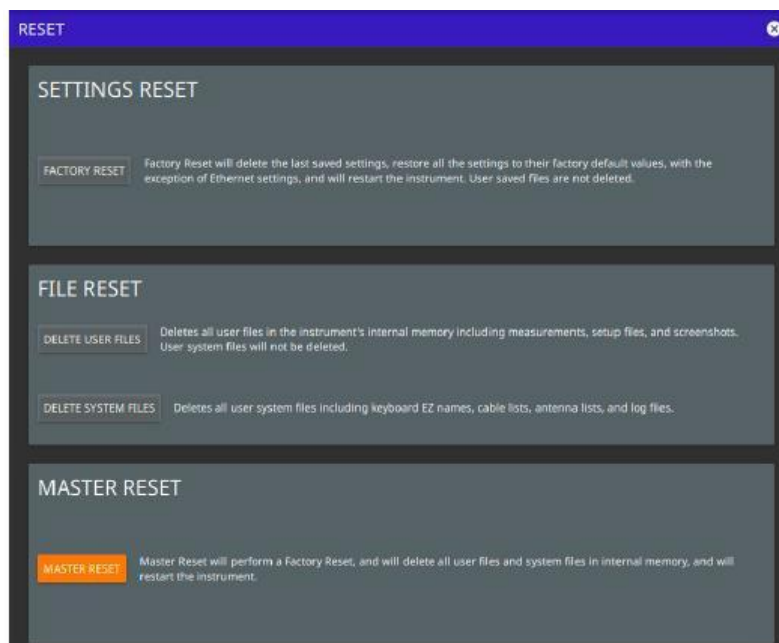 RESET
SETTINGS RESET
FACTORY RESET
Factory Reset will delete the last saved settings, restore all the settings to their factory default values, with the
exception of Ethernet settings, and will restart the instrument. User saved files are not deleted.
FILE RESET
DELETE USER FILES
Deletes all user files in the instrument's internal memory including measurements, setup files, and screenshots.
User system files will not be deleted.
DELETE SYSTEM FILES
Deletes all user system files including keyboard EZ names, cable lists, antenna lists, and log files.
MASTER RESET
MASTER RESET
Master Reset will perform a Factory Reset, and will delete all user files and system files in internal memory, and will
restart the instrument.